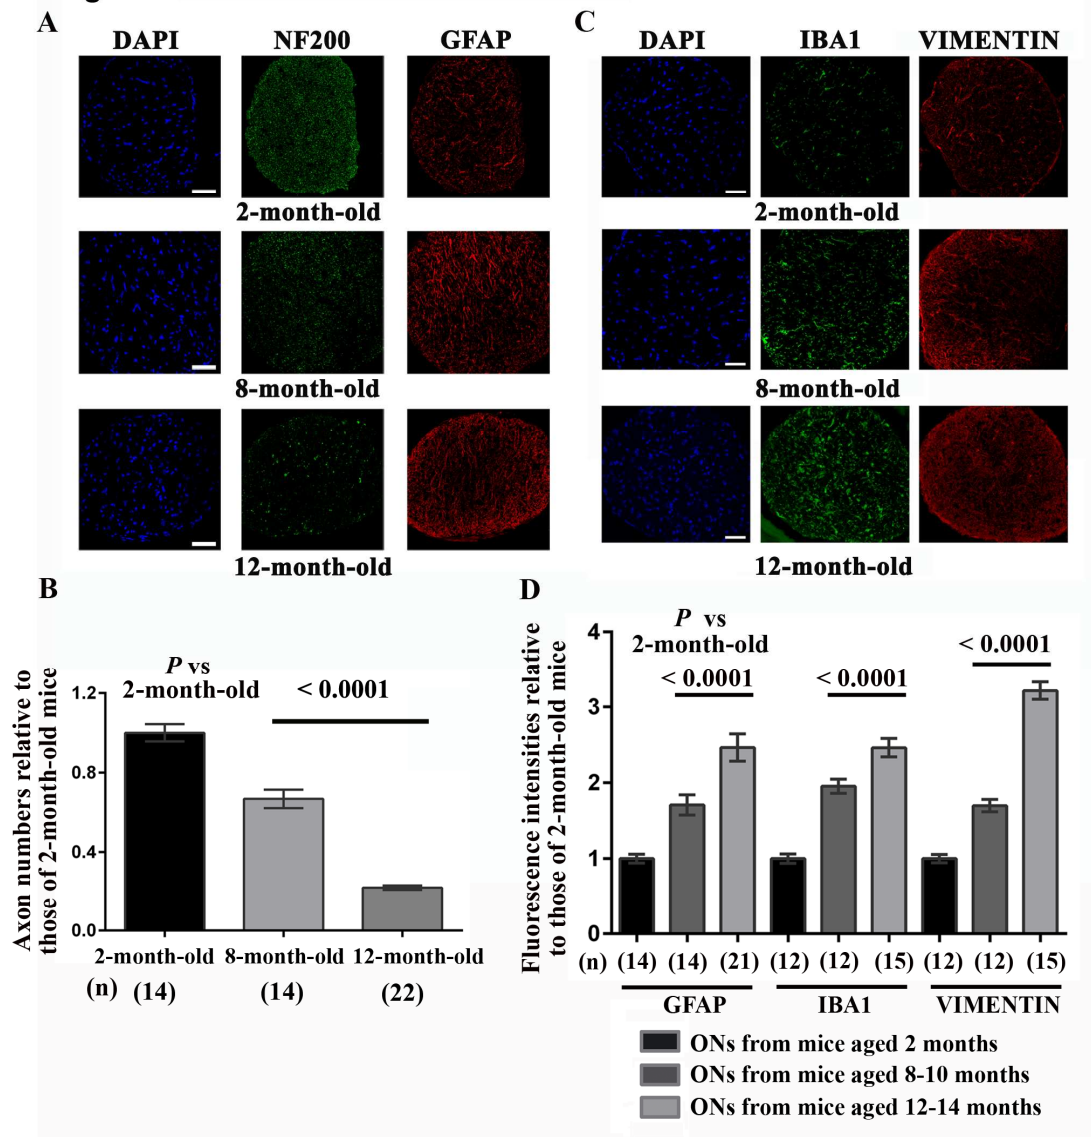 A
DAPI NF200 GFAP
2-month-old
8-month-old
12-month-old
C
DAPI IBA1 VIMENTIN
2-month-old
8-month-old
12-month-old
B
P vs
2-month-old
< 0.0001
Axon numbers relative to
those of 2-month-old mice
1.2
0.8
0.4
0.0
2-month-old 8-month-old 12-month-old
(n) (14) (14) (22)
D
P vs
2-month-old
< 0.0001 < 0.0001 < 0.0001
Fluorescence intensities relative
to those of 2-month-old mice
4
3
2
1
0
(n) (14) (14) (21) (12) (12) (15) (12) (12) (15)
GFAP IBA1 VIMENTIN
ONs from mice aged 2 months
ONs from mice aged 8-10 months
ONs from mice aged 12-14 months